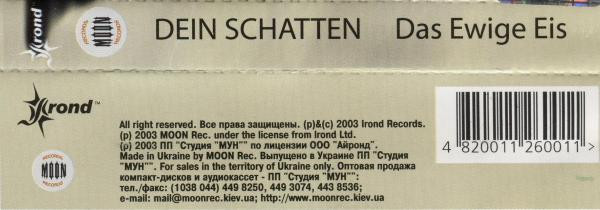 irond
RECORDS
MOON
RECORDS
DEIN SCHATTEN Das Ewige Eis
irond™
All right reserved. Все права защищены. (p)&(c) 2003 Irond Records.
(p) 2003 MOON Rec. under the license from Irond Ltd.
(p) 2003 ПП "Студия "МУН"" по лицензии ООО "Айронд".
Made in Ukraine by MOON Rec. Выпущено в Украине ПП "Студия
"МУН"". For sales in the territory of Ukraine only. Оптовая продажа
компакт-дисков и аудиокассет - ПП "Студия "МУН"":
тел./факс: (1038 044) 449 8250, 449 3074, 443 8536;
e-mail: mail@moonrec.kiev.ua; http://www.moonrec.kiev.ua
RECORDS
MOON
RECORDS
4 820011 260011 >